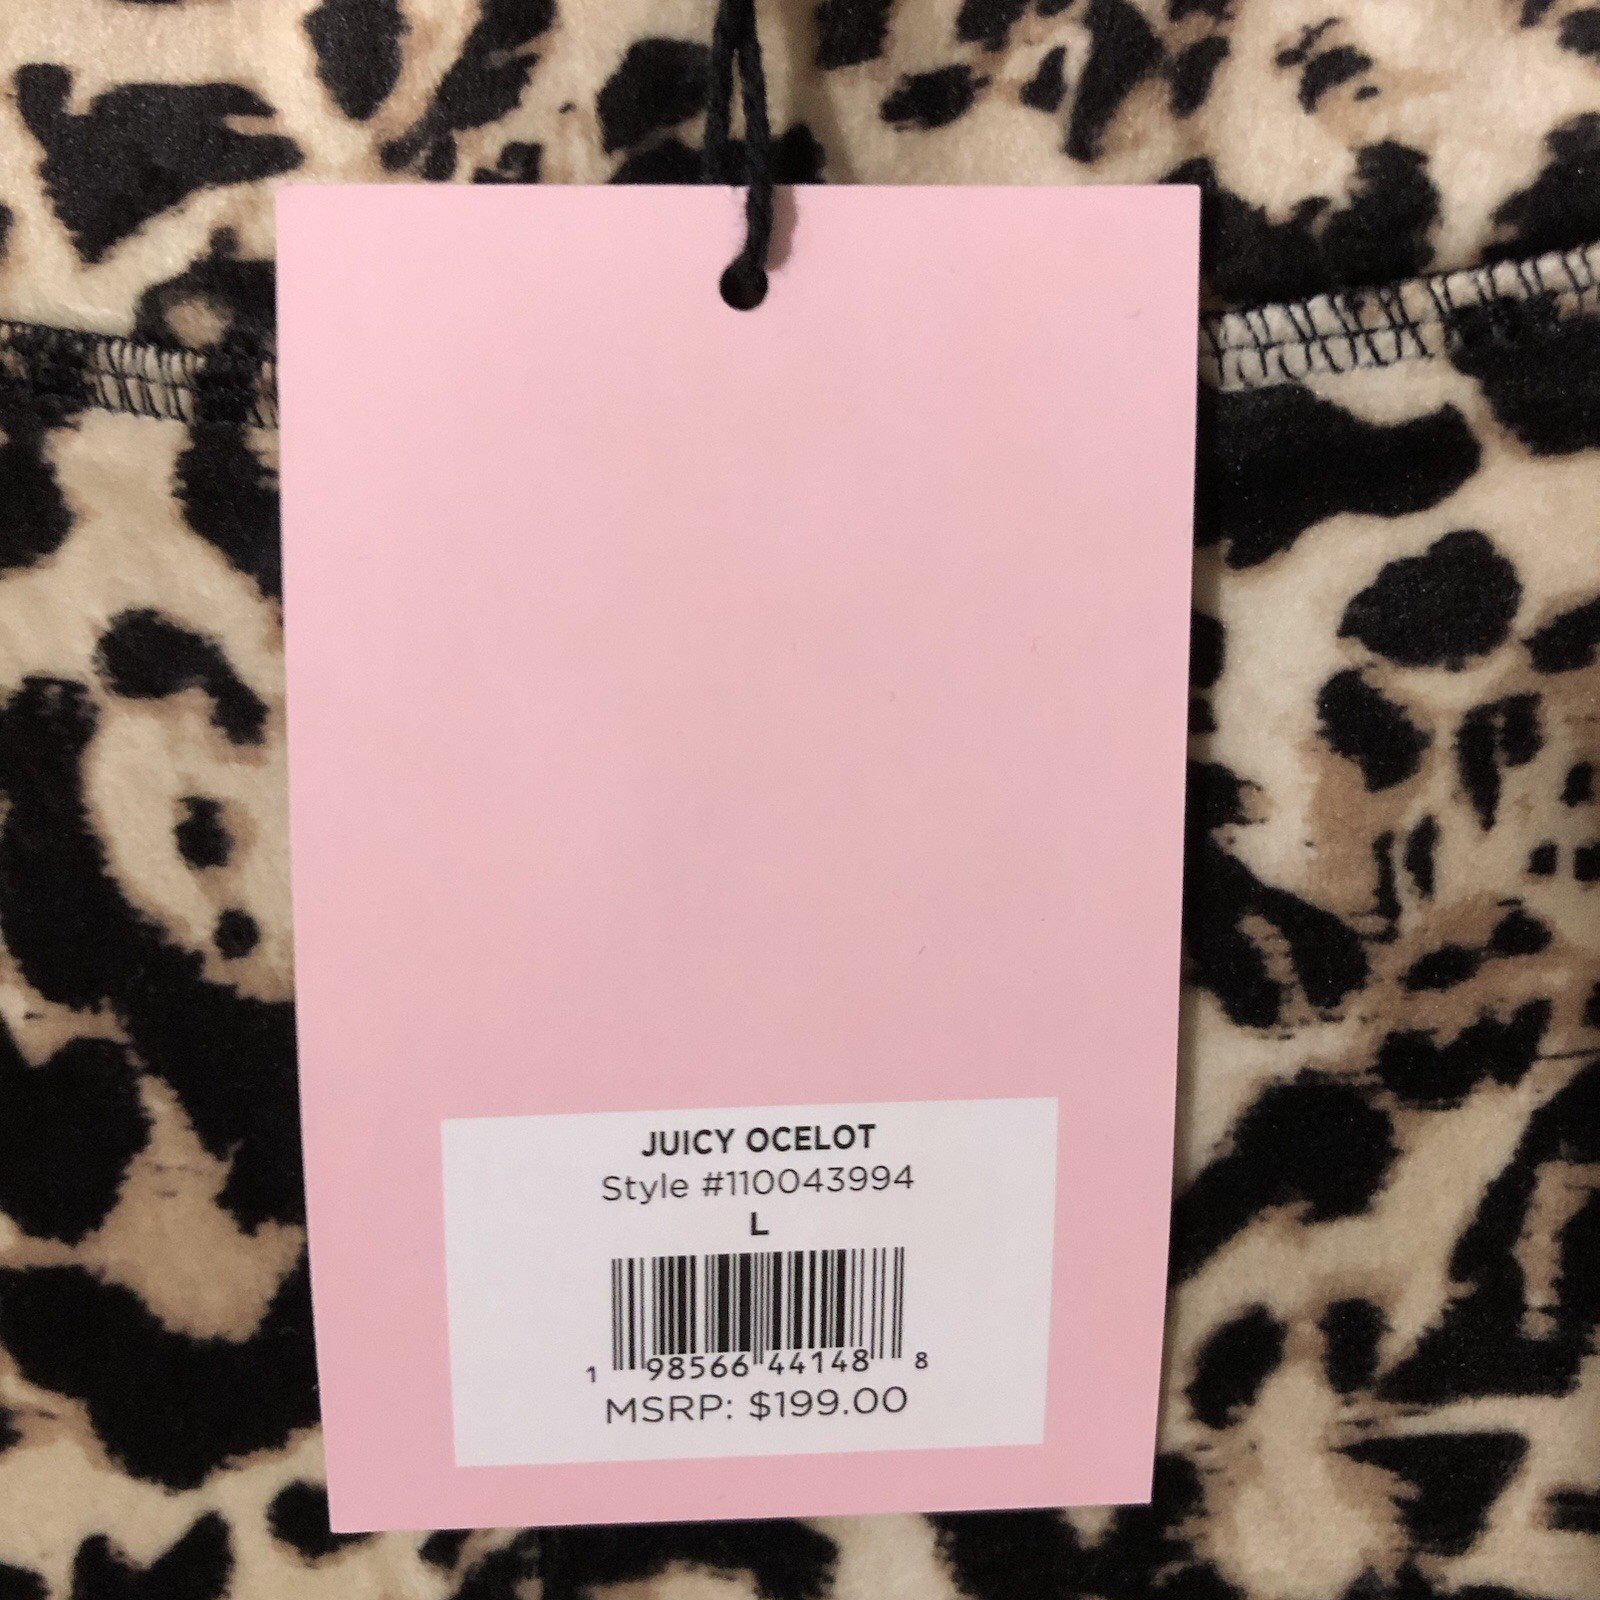 JUICY OCELOT
Style #110043994
L
1 98566 44148 8
MSRP: $199.00